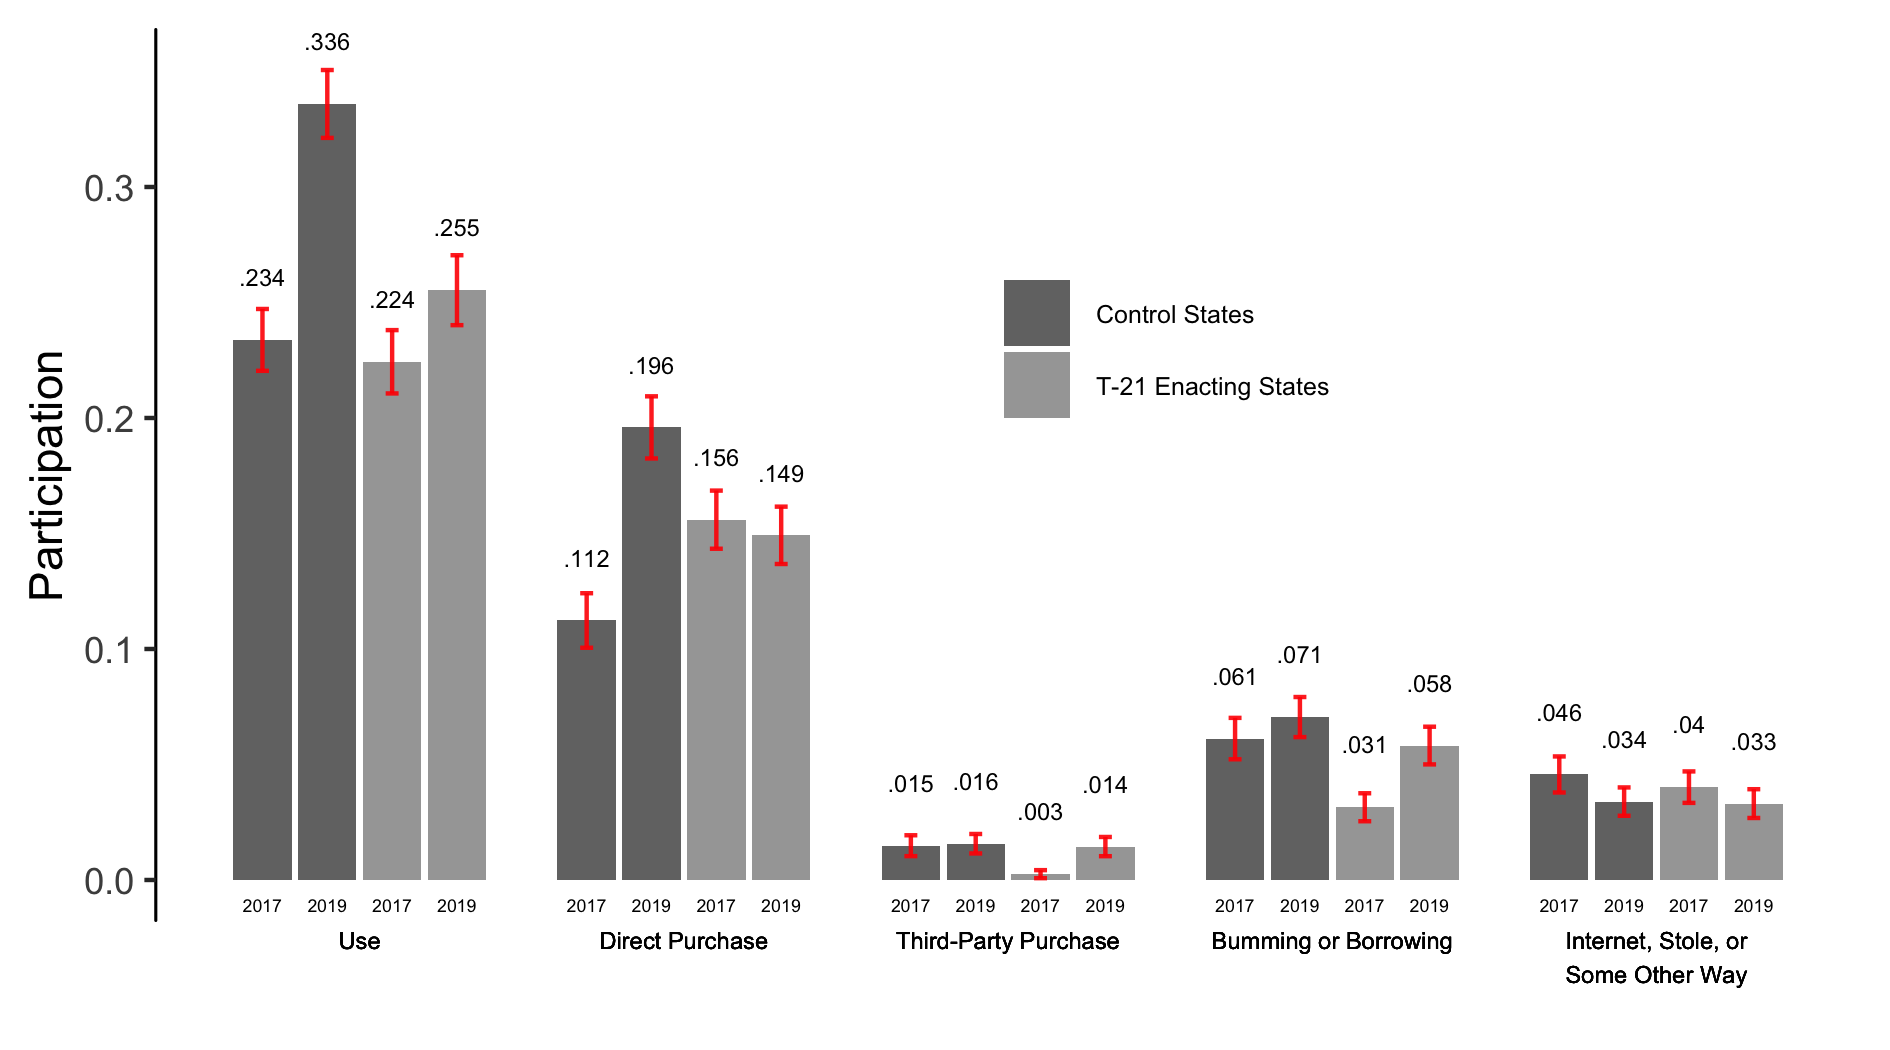 Participation
0.3
0.2
0.1
0.0
.234
.336
.224
.255
.112
.196
.156
.149
.015
.016
.003
.014
.061
.071
.031
.058
.046
.034
.04
.033
Control States
T-21 Enacting States
2017 2019 2017 2019 2017 2019 2017 2019 2017 2019 2017 2019 2017 2019 2017 2019 2017 2019 2017 2019
Use
Direct Purchase
Third-Party Purchase
Bumming or Borrowing
Internet, Stole, or
Some Other Way